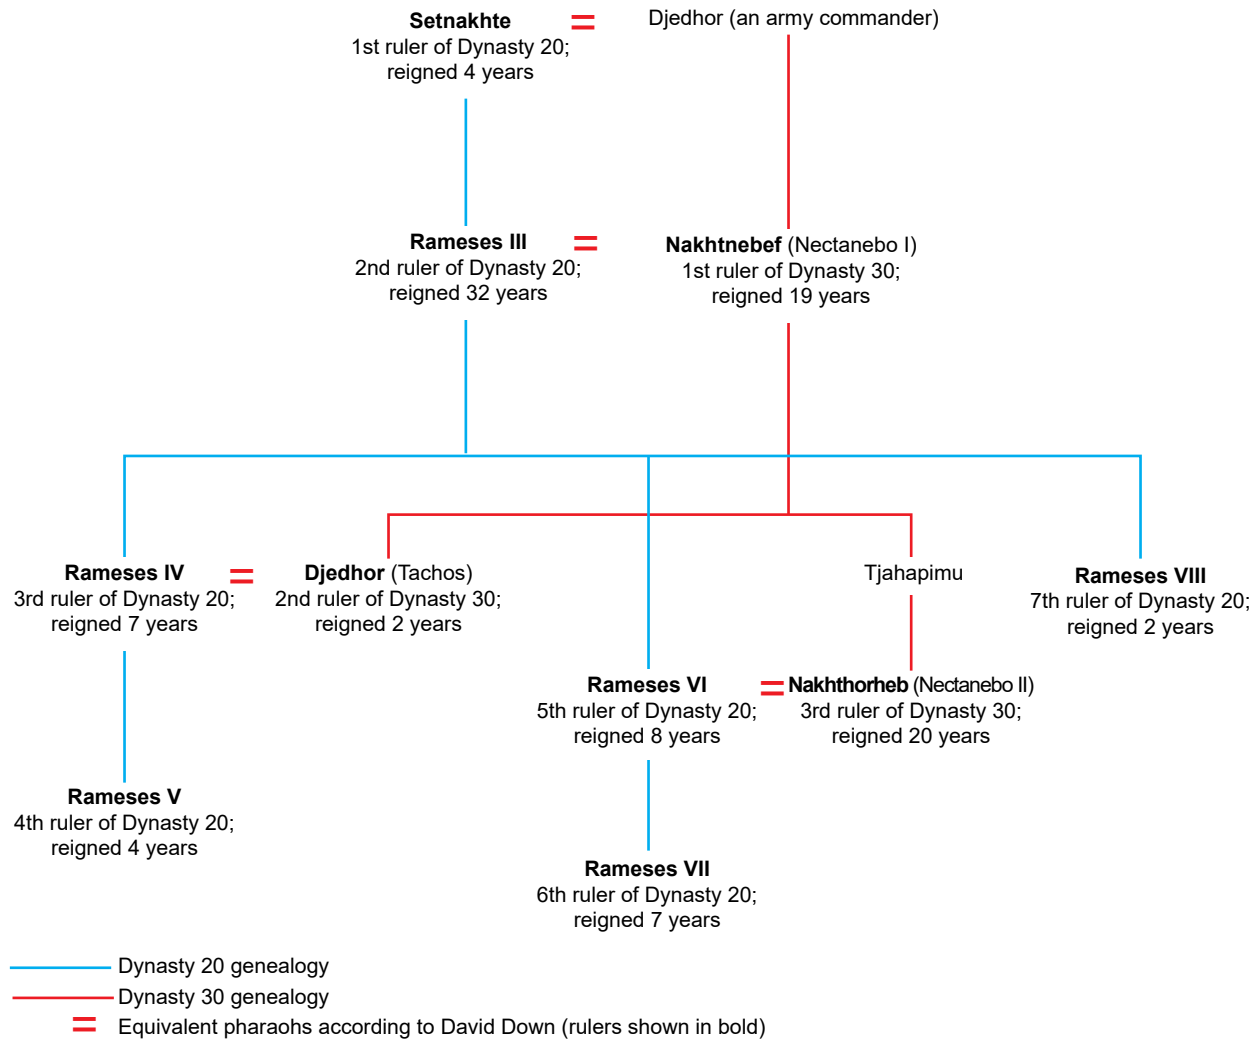 Setnakhte
1st ruler of Dynasty 20;
reigned 4 years
=
Djedhor (an army commander)
Rameses III
2nd ruler of Dynasty 20;
reigned 32 years
=
Nakhtnebef (Nectanebo I)
1st ruler of Dynasty 30;
reigned 19 years
Rameses IV
3rd ruler of Dynasty 20;
reigned 7 years
=
Djedhor (Tachos)
2nd ruler of Dynasty 30;
reigned 2 years
Tjahapimu
Rameses VIII
7th ruler of Dynasty 20;
reigned 2 years
Rameses VI
5th ruler of Dynasty 20;
reigned 8 years
=
Nakhthorheb (Nectanebo II)
3rd ruler of Dynasty 30;
reigned 20 years
Rameses V
4th ruler of Dynasty 20;
reigned 4 years
Rameses VII
6th ruler of Dynasty 20;
reigned 7 years
Dynasty 20 genealogy
Dynasty 30 genealogy
= Equivalent pharaohs according to David Down (rulers shown in bold)